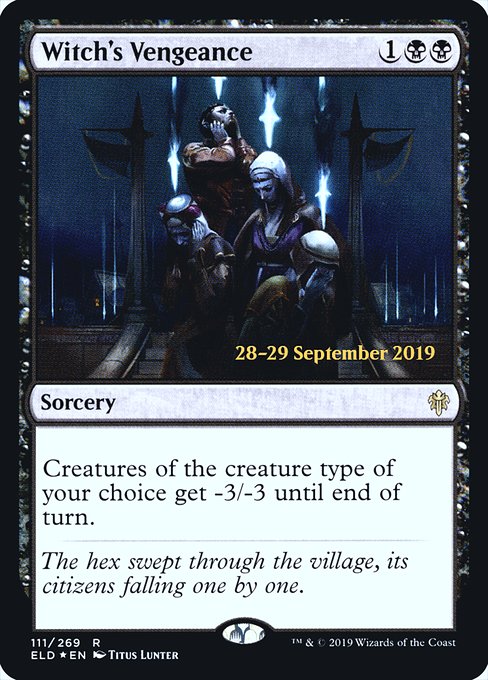 Witch's Vengeance 1
28–29 September 2019
Sorcery
Creatures of the creature type of
your choice get -3/-3 until end of
turn.
The hex swept through the village, its
citizens falling one by one.
111/269 R
ELD ★ EN Titus Lunter
™ & © 2019 Wizards of the Coast